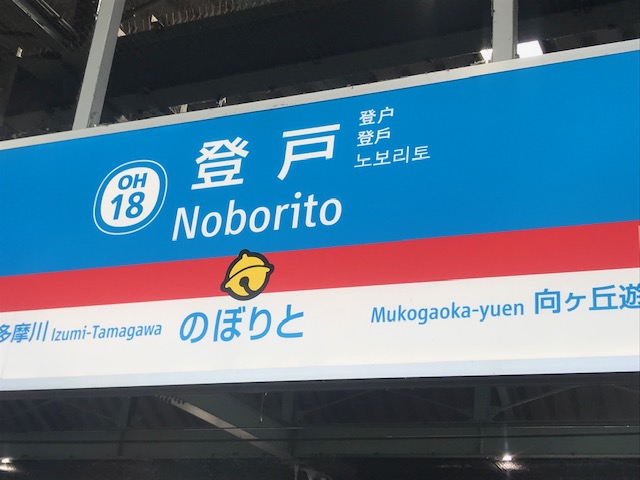 OH
18
登戸
登户
登戶
노보리토
Noborito
多摩川 Izumi-Tamagawa
のぼりと
Mukogaoka-yuen 向ヶ丘遊